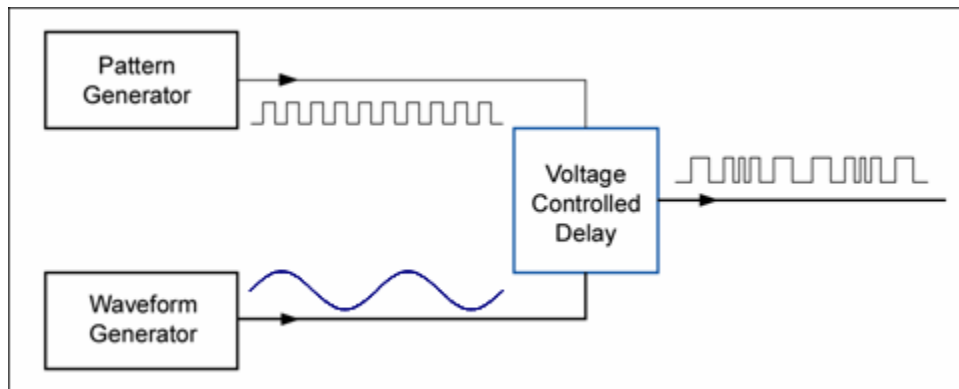 Pattern
Generator
Voltage
Controlled
Delay
Waveform
Generator